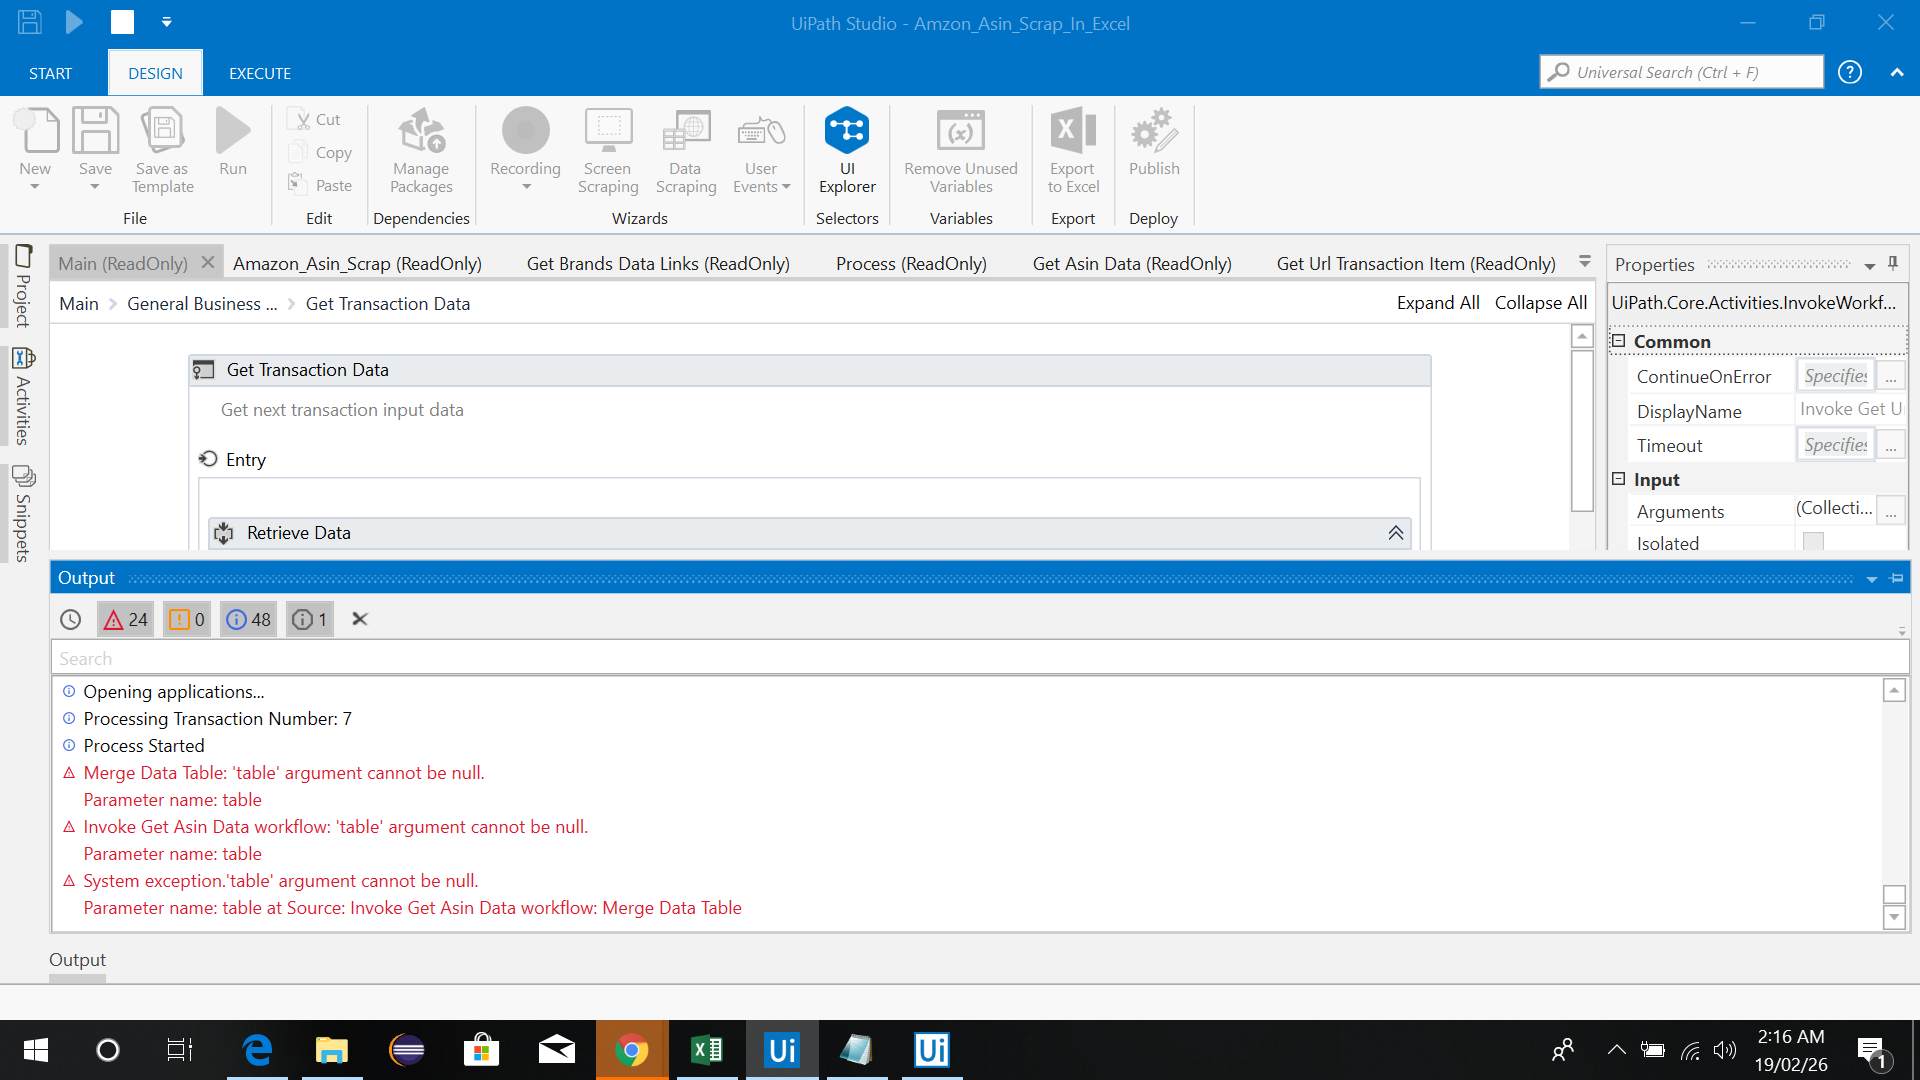 UiPath Studio - Amzon_Asin_Scrap_In_Excel
START
DESIGN
EXECUTE
Universal Search (Ctrl + F)
?
New
Save
Save as
Template
Run
File
Cut
Copy
Paste
Edit
Manage
Packages
Dependencies
Recording
Screen
Scraping
Data
Scraping
User
Events
Wizards
UI
Explorer
Selectors
Remove Unused
Variables
Variables
Export
to Excel
Export
Publish
Deploy
Project
Activities
Snippets
Main (ReadOnly)
Amazon_Asin_Scrap (ReadOnly)
Get Brands Data Links (ReadOnly)
Process (ReadOnly)
Get Asin Data (ReadOnly)
Get Url Transaction Item (ReadOnly)
Main > General Business ... > Get Transaction Data
Expand All
Collapse All
Get Transaction Data
Get next transaction input data
Entry
Retrieve Data
Properties
UiPath.Core.Activities.InvokeWorkf...
Common
ContinueOnError
Specifies
...
DisplayName
Invoke Get U
Timeout
Specifies
...
Input
Arguments
(Collecti...
...
Isolated
Output
24
0
48
1
Search
Opening applications...
Processing Transaction Number: 7
Process Started
Merge Data Table: 'table' argument cannot be null.
Parameter name: table
Invoke Get Asin Data workflow: 'table' argument cannot be null.
Parameter name: table
System exception.'table' argument cannot be null.
Parameter name: table at Source: Invoke Get Asin Data workflow: Merge Data Table
Output
Ui
Ui
2:16 AM
19/02/26
1